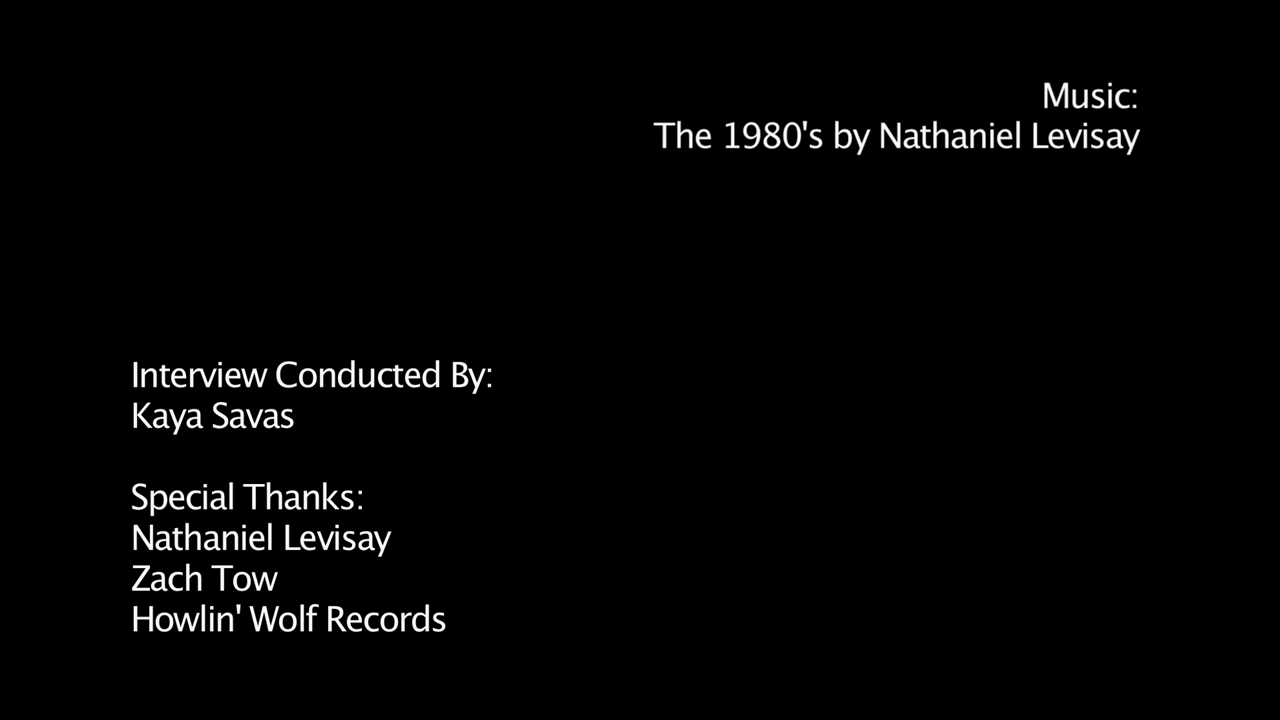 Music:
The 1980's by Nathaniel Levisay
Interview Conducted By:
Kaya Savas
Special Thanks:
Nathaniel Levisay
Zach Tow
Howlin' Wolf Records